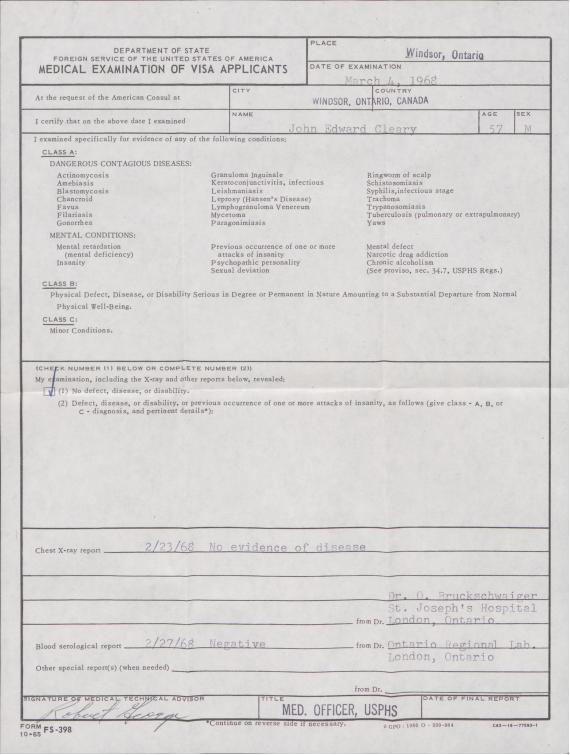 DEPARTMENT OF STATE
FOREIGN SERVICE OF THE UNITED STATES OF AMERICA
MEDICAL EXAMINATION OF VISA APPLICANTS
PLACE
Windsor, Ontario
DATE OF EXAMINATION
March 4, 1968
At the request of the American Consul at
CITY
COUNTRY
WINDSOR, ONTARIO, CANADA
I certify that on the above date I examined
NAME
John Edward Cleary
AGE
57
SEX
M
I examined specifically for evidence of any of the following conditions:
CLASS A:
DANGEROUS CONTAGIOUS DISEASES:
Actinomycosis
Amebiasis
Blastomycosis
Chancroid
Favus
Filariasis
Gonorrhea
Granuloma Inguinale
Keratoconjunctivitis, infectious
Leishmaniasis
Leprosy (Hansen's Disease)
Lymphogranuloma Venereum
Mycetoma
Paragonimiasis
Ringworm of scalp
Schistosomiasis
Syphilis, infectious stage
Trachoma
Trypanosomiasis
Tuberculosis (pulmonary or extrapulmonary)
Yaws
MENTAL CONDITIONS:
Mental retardation
(mental deficiency)
Insanity
Previous occurrence of one or more
attacks of insanity
Psychopathic personality
Sexual deviation
Mental defect
Narcotic drug addiction
Chronic alcoholism
(See proviso, sec. 34.7, USPHS Regs.)
CLASS B:
Physical Defect, Disease, or Disability Serious in Degree or Permanent in Nature Amounting to a Substantial Departure from Normal
Physical Well-Being.
CLASS C:
Minor Conditions.
(CHECK NUMBER (1) BELOW OR COMPLETE NUMBER (2))
My examination, including the X-ray and other reports below, revealed:
(1) No defect, disease, or disability.
(2) Defect, disease, or disability, or previous occurrence of one or more attacks of insanity, as follows (give class - A, B, or
C - diagnosis, and pertinent details*):
Chest X-ray report 2/23/68 No evidence of disease
Dr. O. Bruckschwaiger
St. Joseph's Hospital
from Dr. London, Ontario
Blood serological report 2/27/68 Negative from Dr. Ontario Regional Lab.
London, Ontario
Other special report(s) (when needed)
from Dr.
SIGNATURE OF MEDICAL TECHNICAL ADVISOR
Robert George
TITLE
MED. OFFICER, USPHS
DATE OF FINAL REPORT
FORM FS-398
10-65
*Continue on reverse side if necessary.